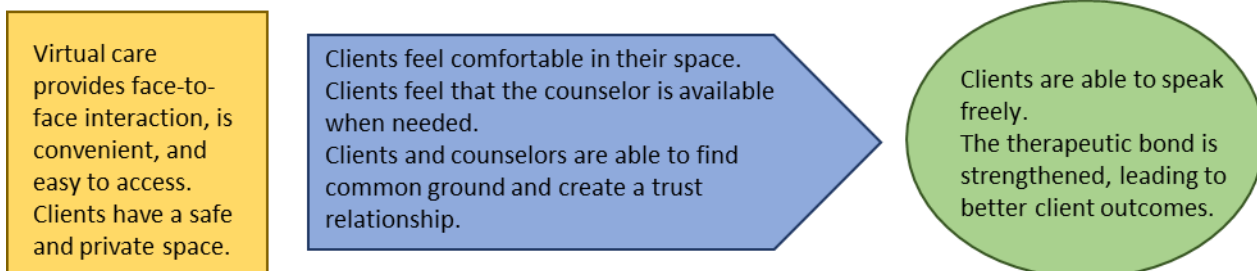 Virtual care
provides face-to-
face interaction, is
convenient, and
easy to access.
Clients have a safe
and private space.
Clients feel comfortable in their space.
Clients feel that the counselor is available
when needed.
Clients and counselors are able to find
common ground and create a trust
relationship.
Clients are able to speak
freely.
The therapeutic bond is
strengthened, leading to
better client outcomes.